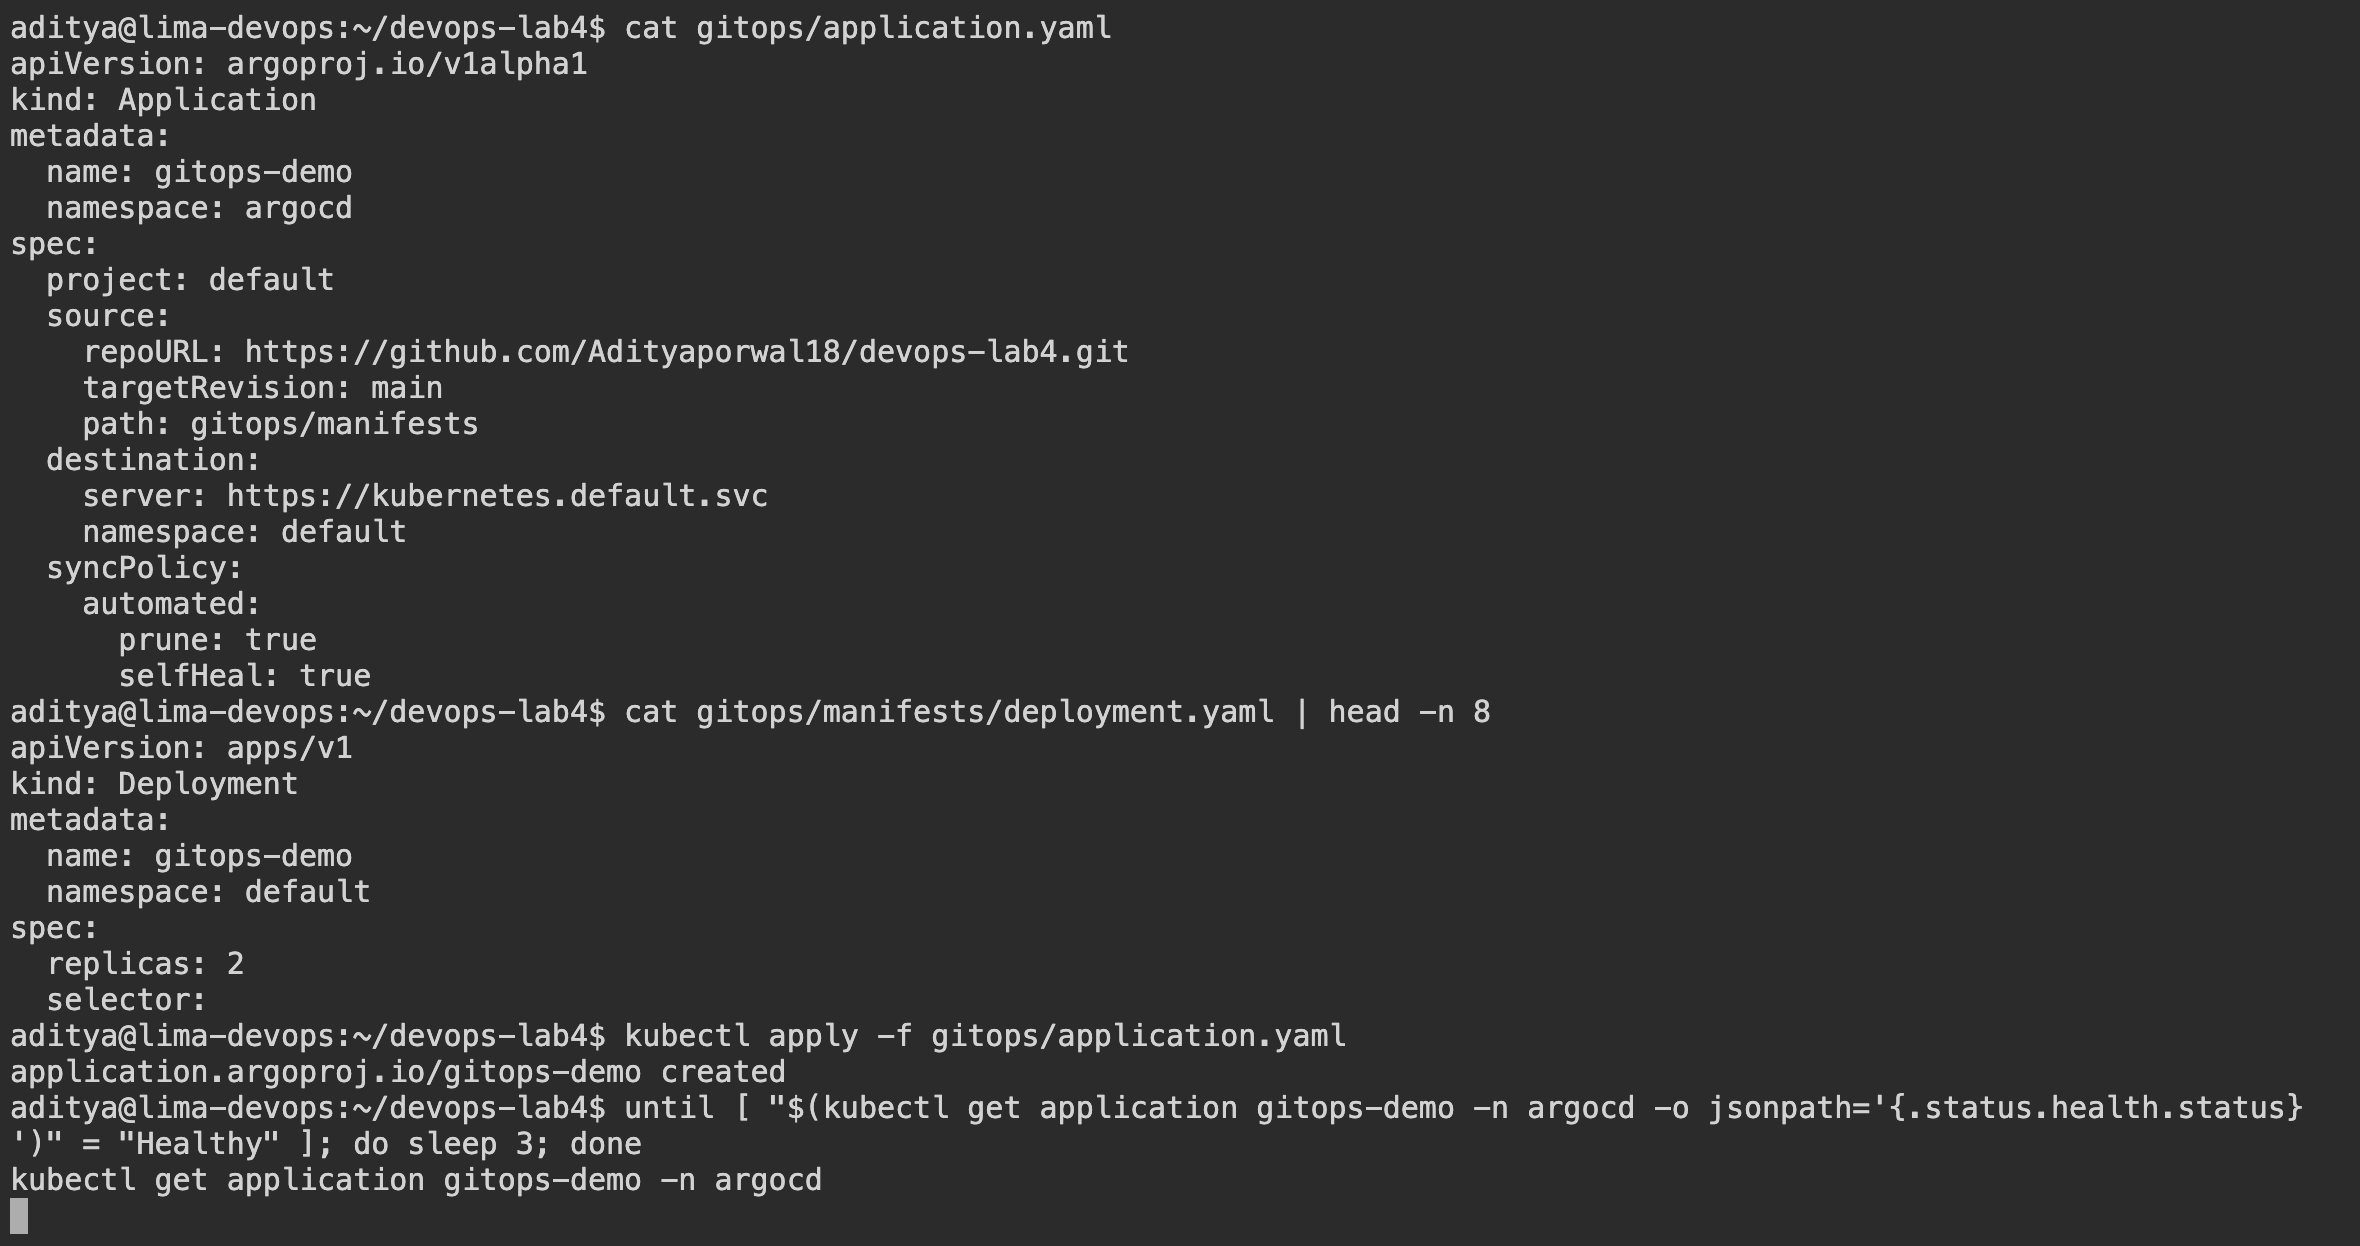 aditya@lima-devops:~/devops-lab4$ cat gitops/application.yaml
apiVersion: argoproj.io/v1alpha1
kind: Application
metadata:
  name: gitops-demo
  namespace: argocd
spec:
  project: default
  source:
    repoURL: https://github.com/Adityaporwal18/devops-lab4.git
    targetRevision: main
    path: gitops/manifests
  destination:
    server: https://kubernetes.default.svc
    namespace: default
  syncPolicy:
    automated:
      prune: true
      selfHeal: true
aditya@lima-devops:~/devops-lab4$ cat gitops/manifests/deployment.yaml | head -n 8
apiVersion: apps/v1
kind: Deployment
metadata:
  name: gitops-demo
  namespace: default
spec:
  replicas: 2
  selector:
aditya@lima-devops:~/devops-lab4$ kubectl apply -f gitops/application.yaml
application.argoproj.io/gitops-demo created
aditya@lima-devops:~/devops-lab4$ until [ "$(kubectl get application gitops-demo -n argocd -o jsonpath='{.status.health.status}
')" = "Healthy" ]; do sleep 3; done
kubectl get application gitops-demo -n argocd